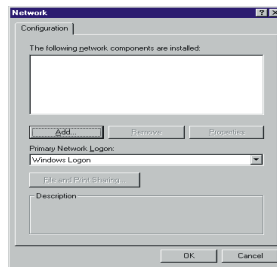 Network
Configuration
The following network components are installed:
Add...
Remove
Properties
Primary Network Logon:
Windows Logon
File and Print Sharing...
Description
OK
Cancel